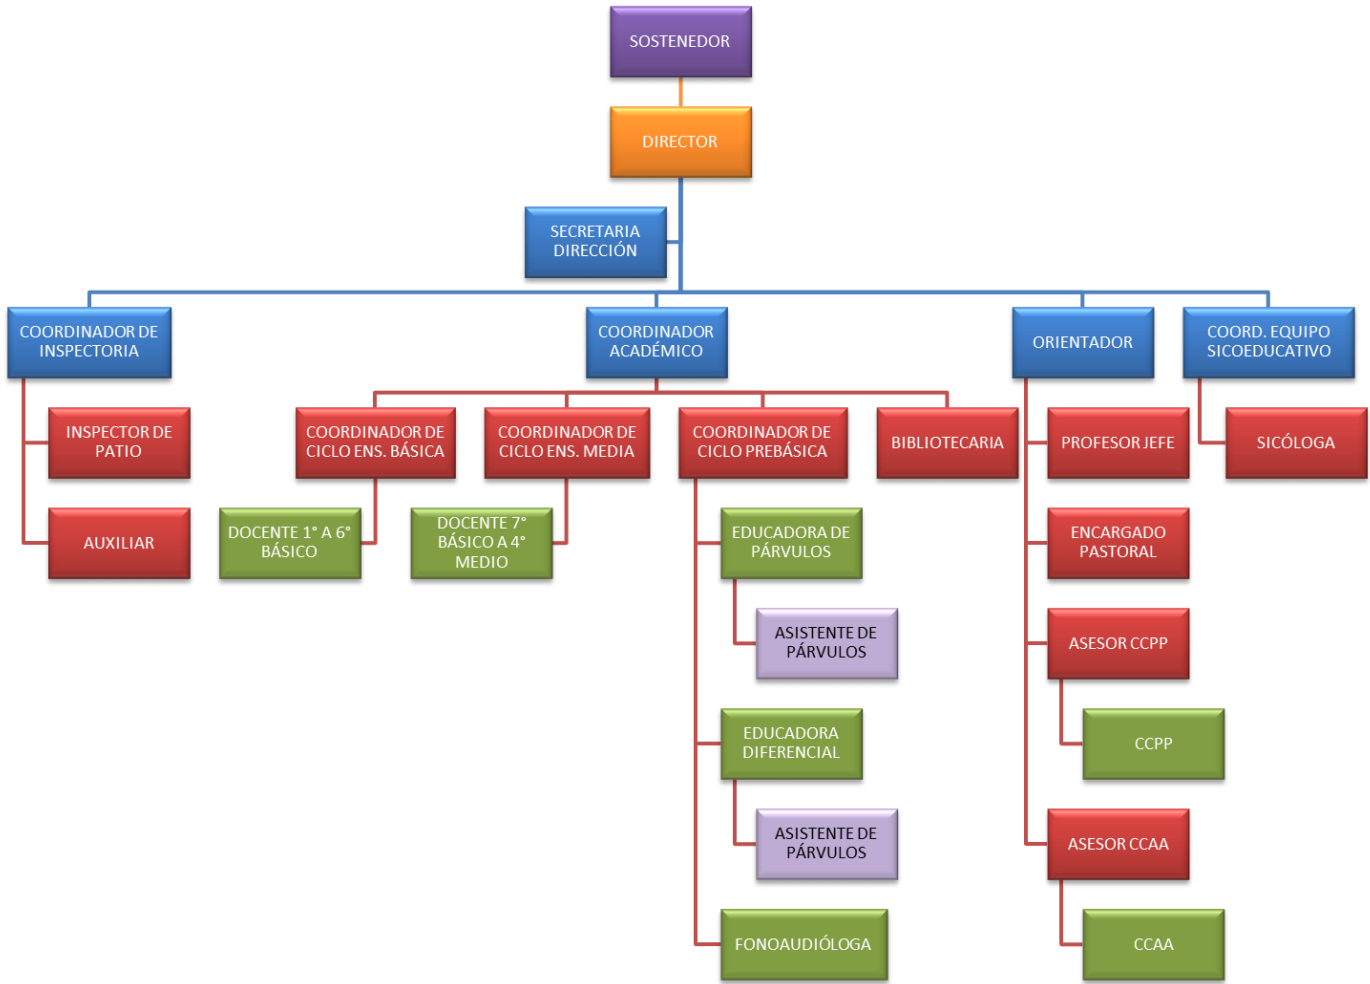 SOSTENEDOR
DIRECTOR
SECRETARIA
DIRECCIÓN
COORDINADOR DE
INSPECTORIA
COORDINADOR
ACADÉMICO
ORIENTADOR
COORD. EQUIPO
SICOEDUCATIVO
INSPECTOR DE
PATIO
COORDINADOR DE
CICLO ENS. BÁSICA
COORDINADOR DE
CICLO ENS. MEDIA
COORDINADOR DE
CICLO PREBÁSICA
BIBLIOTECARIA
PROFESOR JEFE
SICÓLOGA
AUXILIAR
DOCENTE 1° A 6°
BÁSICO
DOCENTE 7°
BÁSICO A 4°
MEDIO
EDUCADORA DE
PÁRVULOS
ENCARGADO
PASTORAL
ASISTENTE DE
PÁRVULOS
ASESOR CCPP
EDUCADORA
DIFERENCIAL
CCPP
ASISTENTE DE
PÁRVULOS
ASESOR CCAA
FONOAUDIÓLOGA
CCAA